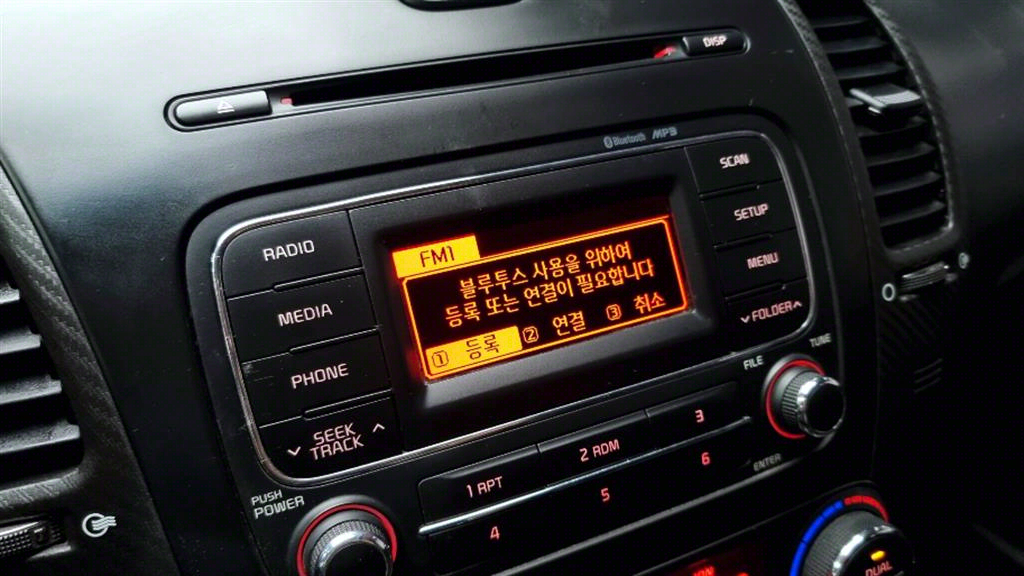 DISP
Bluetooth MP3
SCAN
RADIO
SETUP
FM1
블루투스 사용을 위하여
등록 또는 연결이 필요합니다
① 등록 ② 연결 ③ 취소
MEDIA
MENU
PHONE
FOLDER
SEEK
TRACK
FILE
TUNE
PUSH
POWER
1 RPT
2 RDM
3
4
5
6
ENTER
DUAL